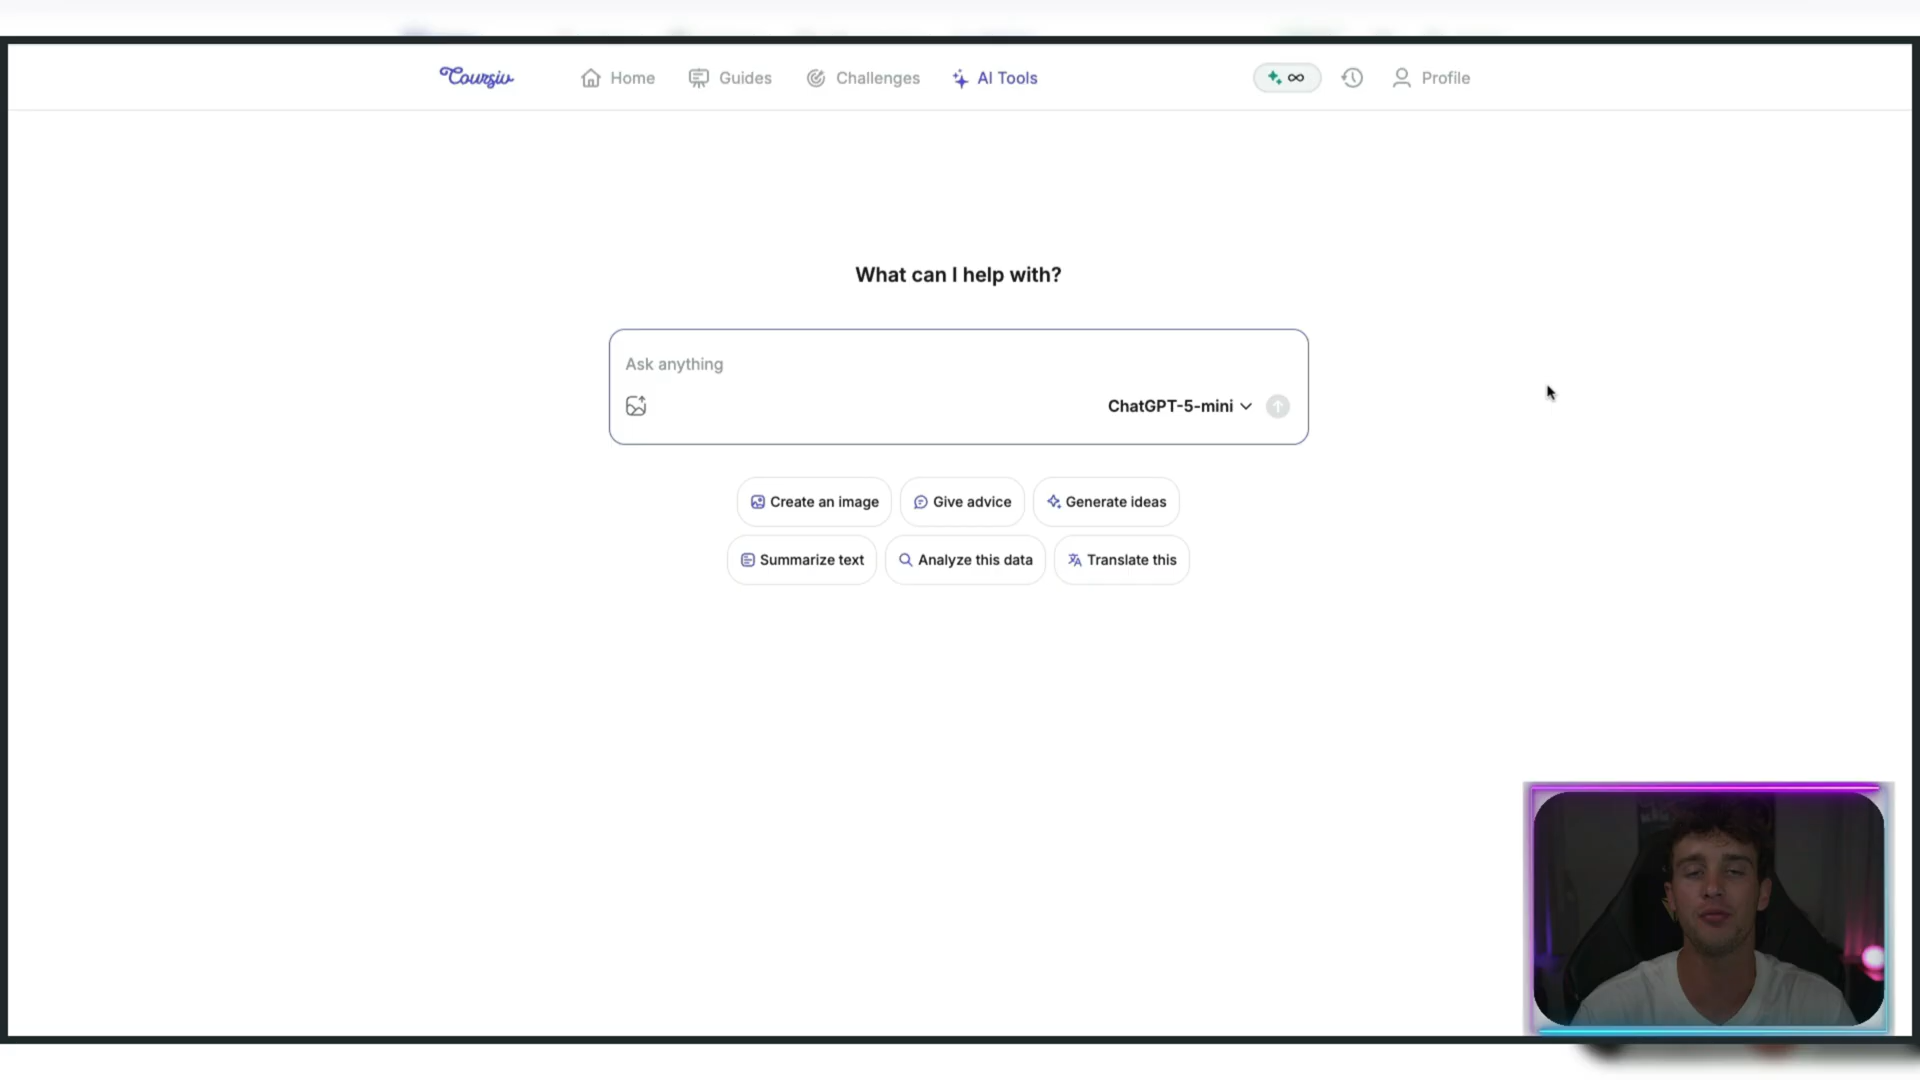 Coursiv Home Guides Challenges AI Tools ∞ Profile
What can I help with?
Ask anything
ChatGPT-5-mini
Create an image Give advice Generate ideas
Summarize text Analyze this data Translate this